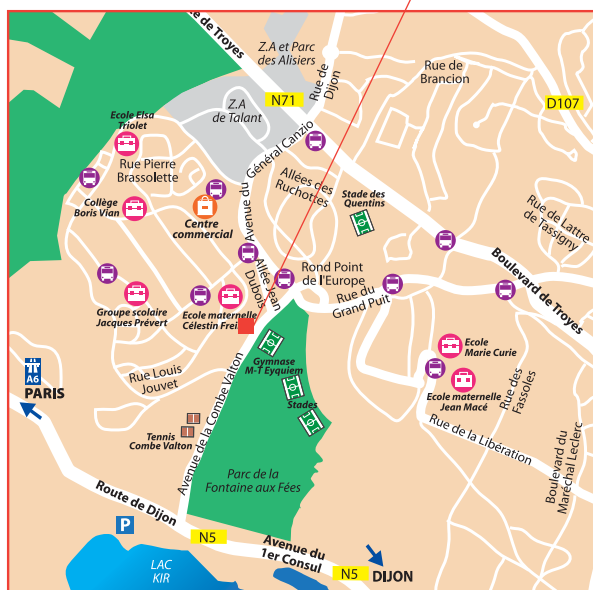 te de Troyes
Z.A et Parc
des Alisiers
Rue de
Dijon
Rue de
Brancion
N71
D107
Z.A
de Talant
Ecole Elsa
Triolet
Rue Pierre
Brassolette
Avenue du Général Canzio
Allées des
Ruchottes
Stade des
Quentins
Collège
Boris Vian
Centre
commercial
Rue de Lattre
de Tassigny
Boulevard de Troyes
Allée Jean
Dubois
Rond Point
de l'Europe
Rue du
Grand Puit
Groupe scolaire
Jacques Prévert
Ecole maternelle
Célestin Frei
Gymnase
M-T Eyquiem
Ecole
Marie Curie
A6
PARIS
Rue Louis
Jouvet
Stades
Ecole maternelle
Jean Macé
Rue des
Fassoles
Avenue de la Combe Valton
Tennis
Combe Valton
Rue de la Libération
Boulevard du
Maréchal Leclerc
Parc de la
Fontaine aux Fées
Route de Dijon
P
N5
Avenue du
1er Consul
LAC
KIR
N5
DIJON